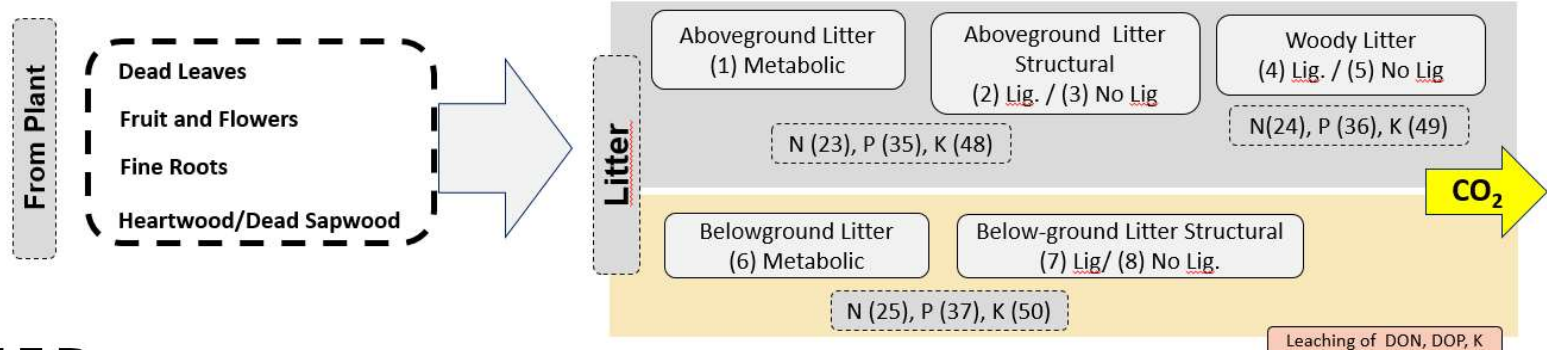 From Plant
Dead Leaves
Fruit and Flowers
Fine Roots
Heartwood/Dead Sapwood
Litter
Aboveground Litter
(1) Metabolic
Aboveground Litter
Structural
(2) Lig. / (3) No Lig
Woody Litter
(4) Lig. / (5) No Lig
N (23), P (35), K (48)
N(24), P (36), K (49)
CO₂
Belowground Litter
(6) Metabolic
Below-ground Litter Structural
(7) Lig/ (8) No Lig.
N (25), P (37), K (50)
Leaching of DON, DOP, K